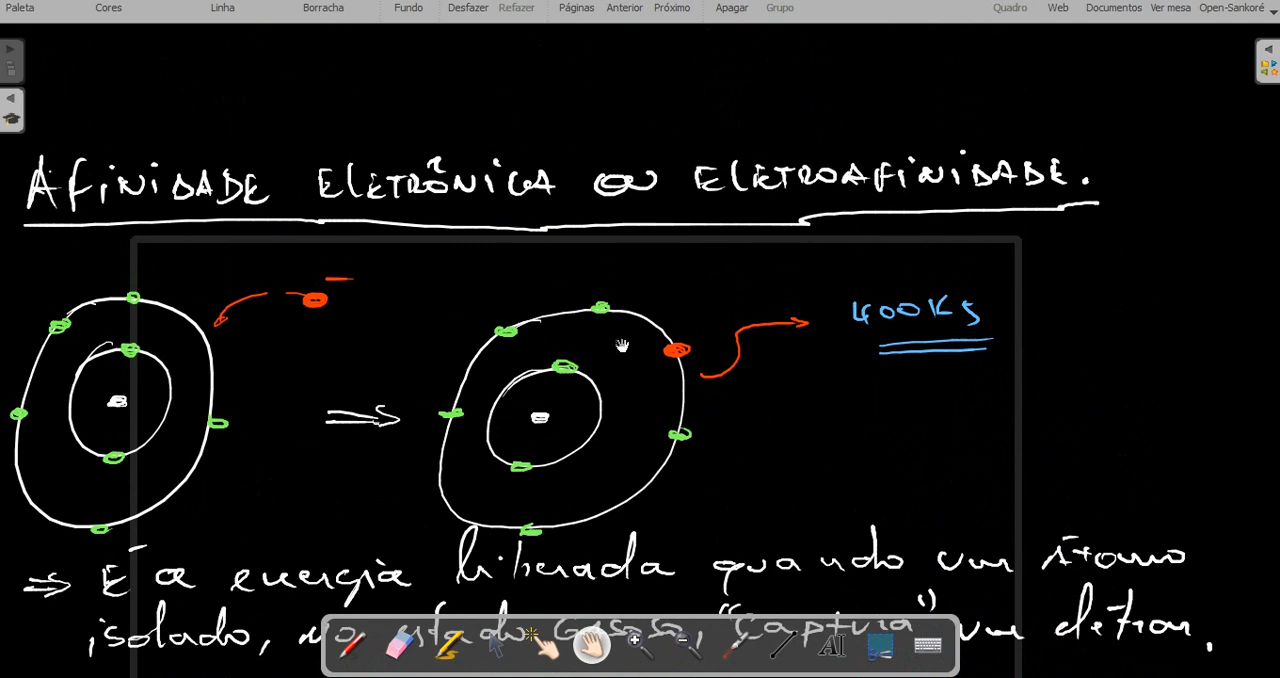 Paleta Cores Linha Borracha Fundo Desfazer Refazer Páginas Anterior Próximo Apagar Grupo Quadro Web Documentos Ver mesa Open-Sankoré
AFINIDADE ELETRÔNICA OU ELETROAFINIDADE.
400KJ
⇒ É a energia liberada quando um átomo
isolado, no estado gasoso, "captura" um elétron.
AI